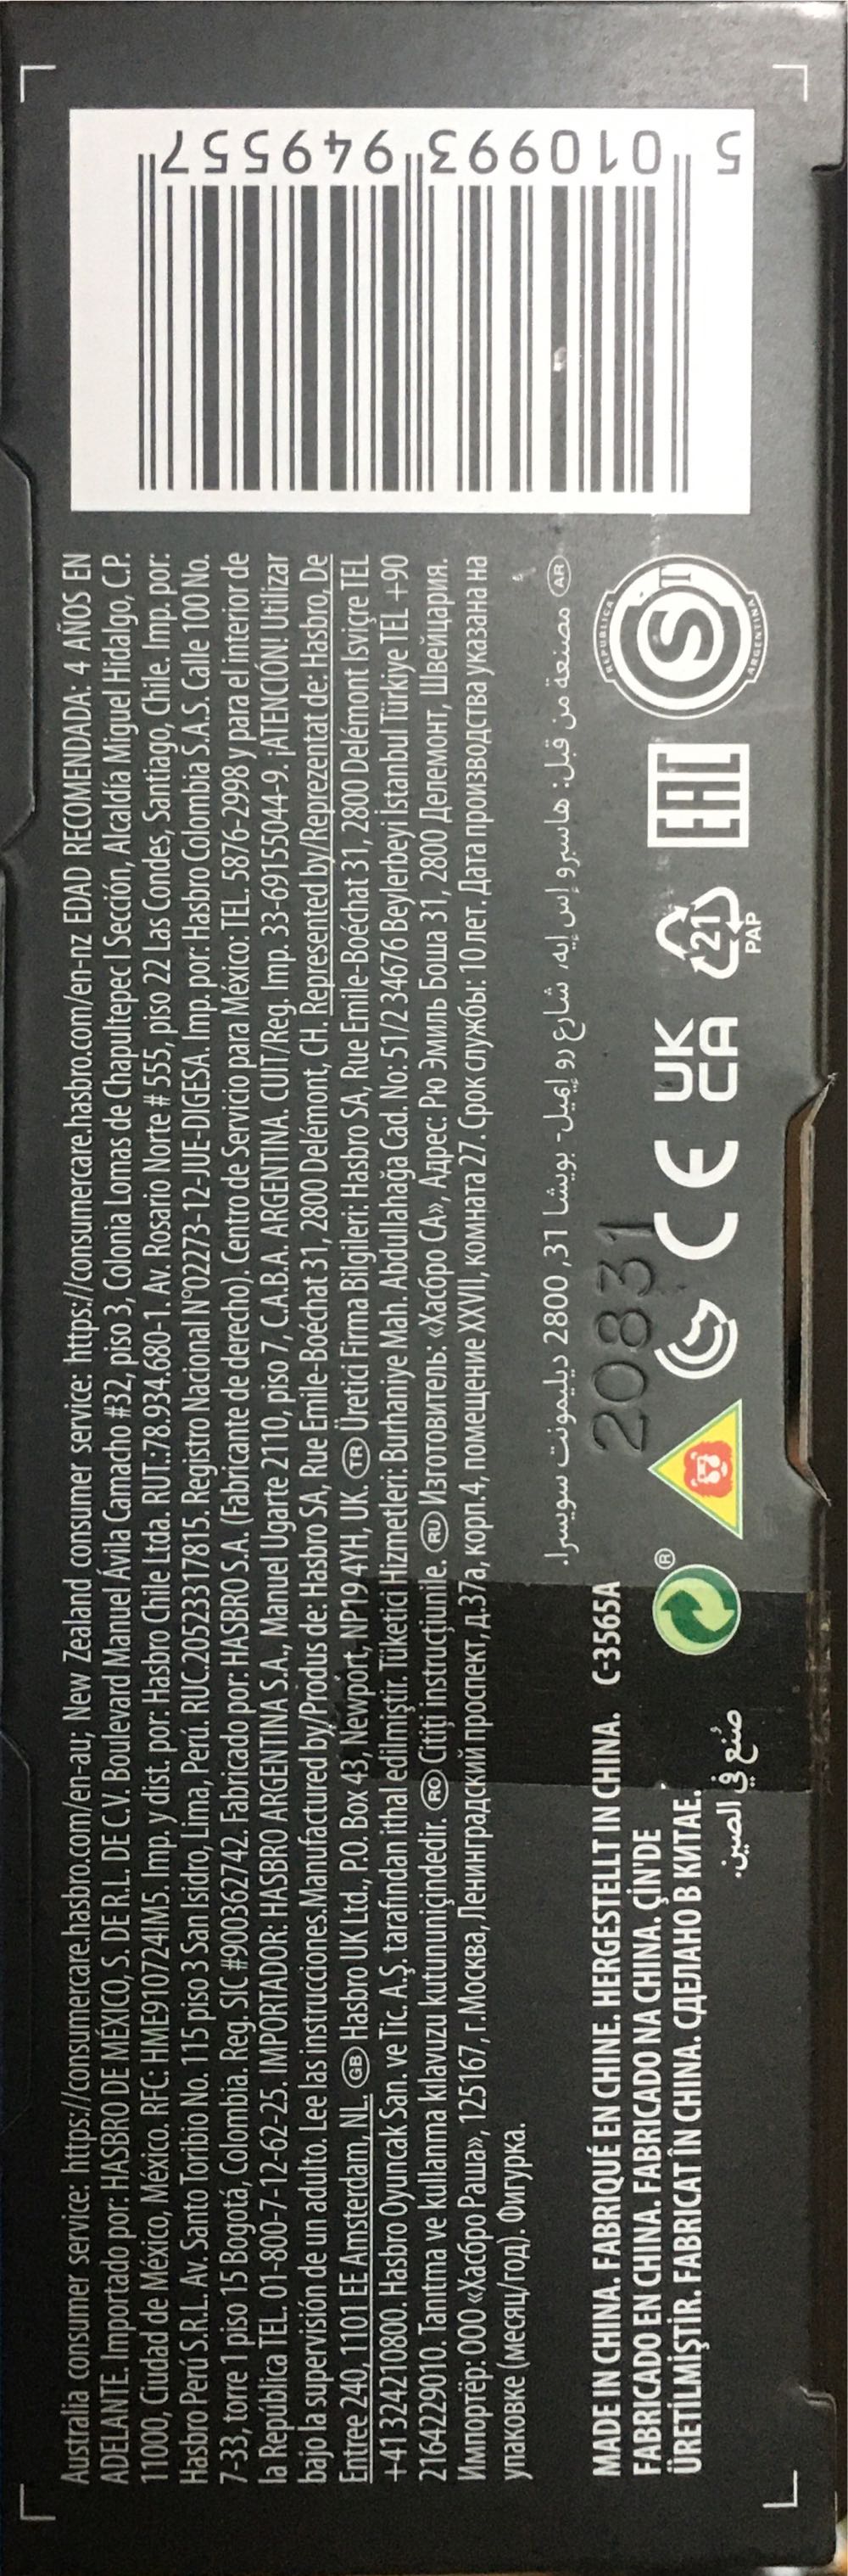 Australia consumer service: https://consumercare.hasbro.com/en-au; New Zealand consumer service: https://consumercare.hasbro.com/en-nz EDAD RECOMENDADA: 4 AÑOS EN
ADELANTE. Importado por: HASBRO DE MÉXICO, S. DE R.L. DE C.V. Boulevard Manuel Ávila Camacho #32, piso 3, Colonia Lomas de Chapultepec I Sección, Alcaldía Miguel Hidalgo, C.P.
11000, Ciudad de México, México. RFC: HME910724IM5. Imp. y dist. por: Hasbro Chile Ltda. RUT.:78.934.680-1. Av. Rosario Norte # 555, piso 22 Las Condes, Santiago, Chile. Imp. por:
Hasbro Perú S.R.L. Av. Santo Toribio No. 115 piso 3 San Isidro, Lima, Perú. RUC.20523317815. Registro Nacional N°02273-12-JUE-DIGESA. Imp. por: Hasbro Colombia S.A.S. Calle 100 No.
7-33, torre 1 piso 15 Bogotá, Colombia. Reg. SIC #900362742. Fabricado por: HASBRO S.A. (Fabricante de derecho). Centro de Servicio para México: TEL. 5876-2998 y para el interior de
la República TEL. 01-800-7-12-62-25. IMPORTADOR: HASBRO ARGENTINA S.A., Manuel Ugarte 2110, piso 7, C.A.B.A. ARGENTINA. CUIT/Reg. Imp. 33-69155044-9. ¡ATENCIÓN! Utilizar
bajo la supervisión de un adulto. Lee las instrucciones.Manufactured by/Produs de: Hasbro SA, Rue Emile-Boéchat 31, 2800 Delémont, CH. Represented by/Reprezentat de: Hasbro, De
Entree 240, 1101 EE Amsterdam, NL. GB Hasbro UK Ltd., P.O. Box 43, Newport, NP19 4YH, UK. TR Üretici Firma Bilgileri: Hasbro SA, Rue Emile-Boéchat 31, 2800 Delémont Isviçre TEL
+41 324210800. Hasbro Oyuncak San. ve Tic. A.Ş. tarafından ithal edilmiştir. Tüketici Hizmetleri: Burhaniye Mah. Abdullahağa Cad. No: 51/2 34676 Beylerbeyi İstanbul Türkiye TEL +90
2164229010. Tanıtma ve kullanma kılavuzu kutununiçindedir. RO Citiți instrucțiunile. RU Изготовитель: «Хасбро СА», Адрес: Рю Эмиль Боша 31, 2800 Делемонт, Швейцария.
Импортёр: ООО «Хасбро Раша», 125167, г.Москва, Ленинградский проспект, д.37а, корп.4, помещение XXVII, комната 27. Срок службы: 10 лет. Дата производства указана на
упаковке (месяц/год). Фигурка.
AR مصنعة من قبل: هاسبرو إس إيه، شارع رو إميل- بويشا 31, 2800 ديليمونت سويسرا.
20831
MADE IN CHINA. FABRIQUÉ EN CHINE. HERGESTELLT IN CHINA. C-3565A
FABRICADO EN CHINA. FABRICADO NA CHINA. ÇİN'DE
ÜRETİLMİŞTİR. FABRICAT ÎN CHINA. СДЕЛАНО В КИТАЕ.
صُنع في الصين.
®
CE
UK
CA
21
PAP
EAC
REPUBLICA
S
ARGENTINA
5 010993 949557